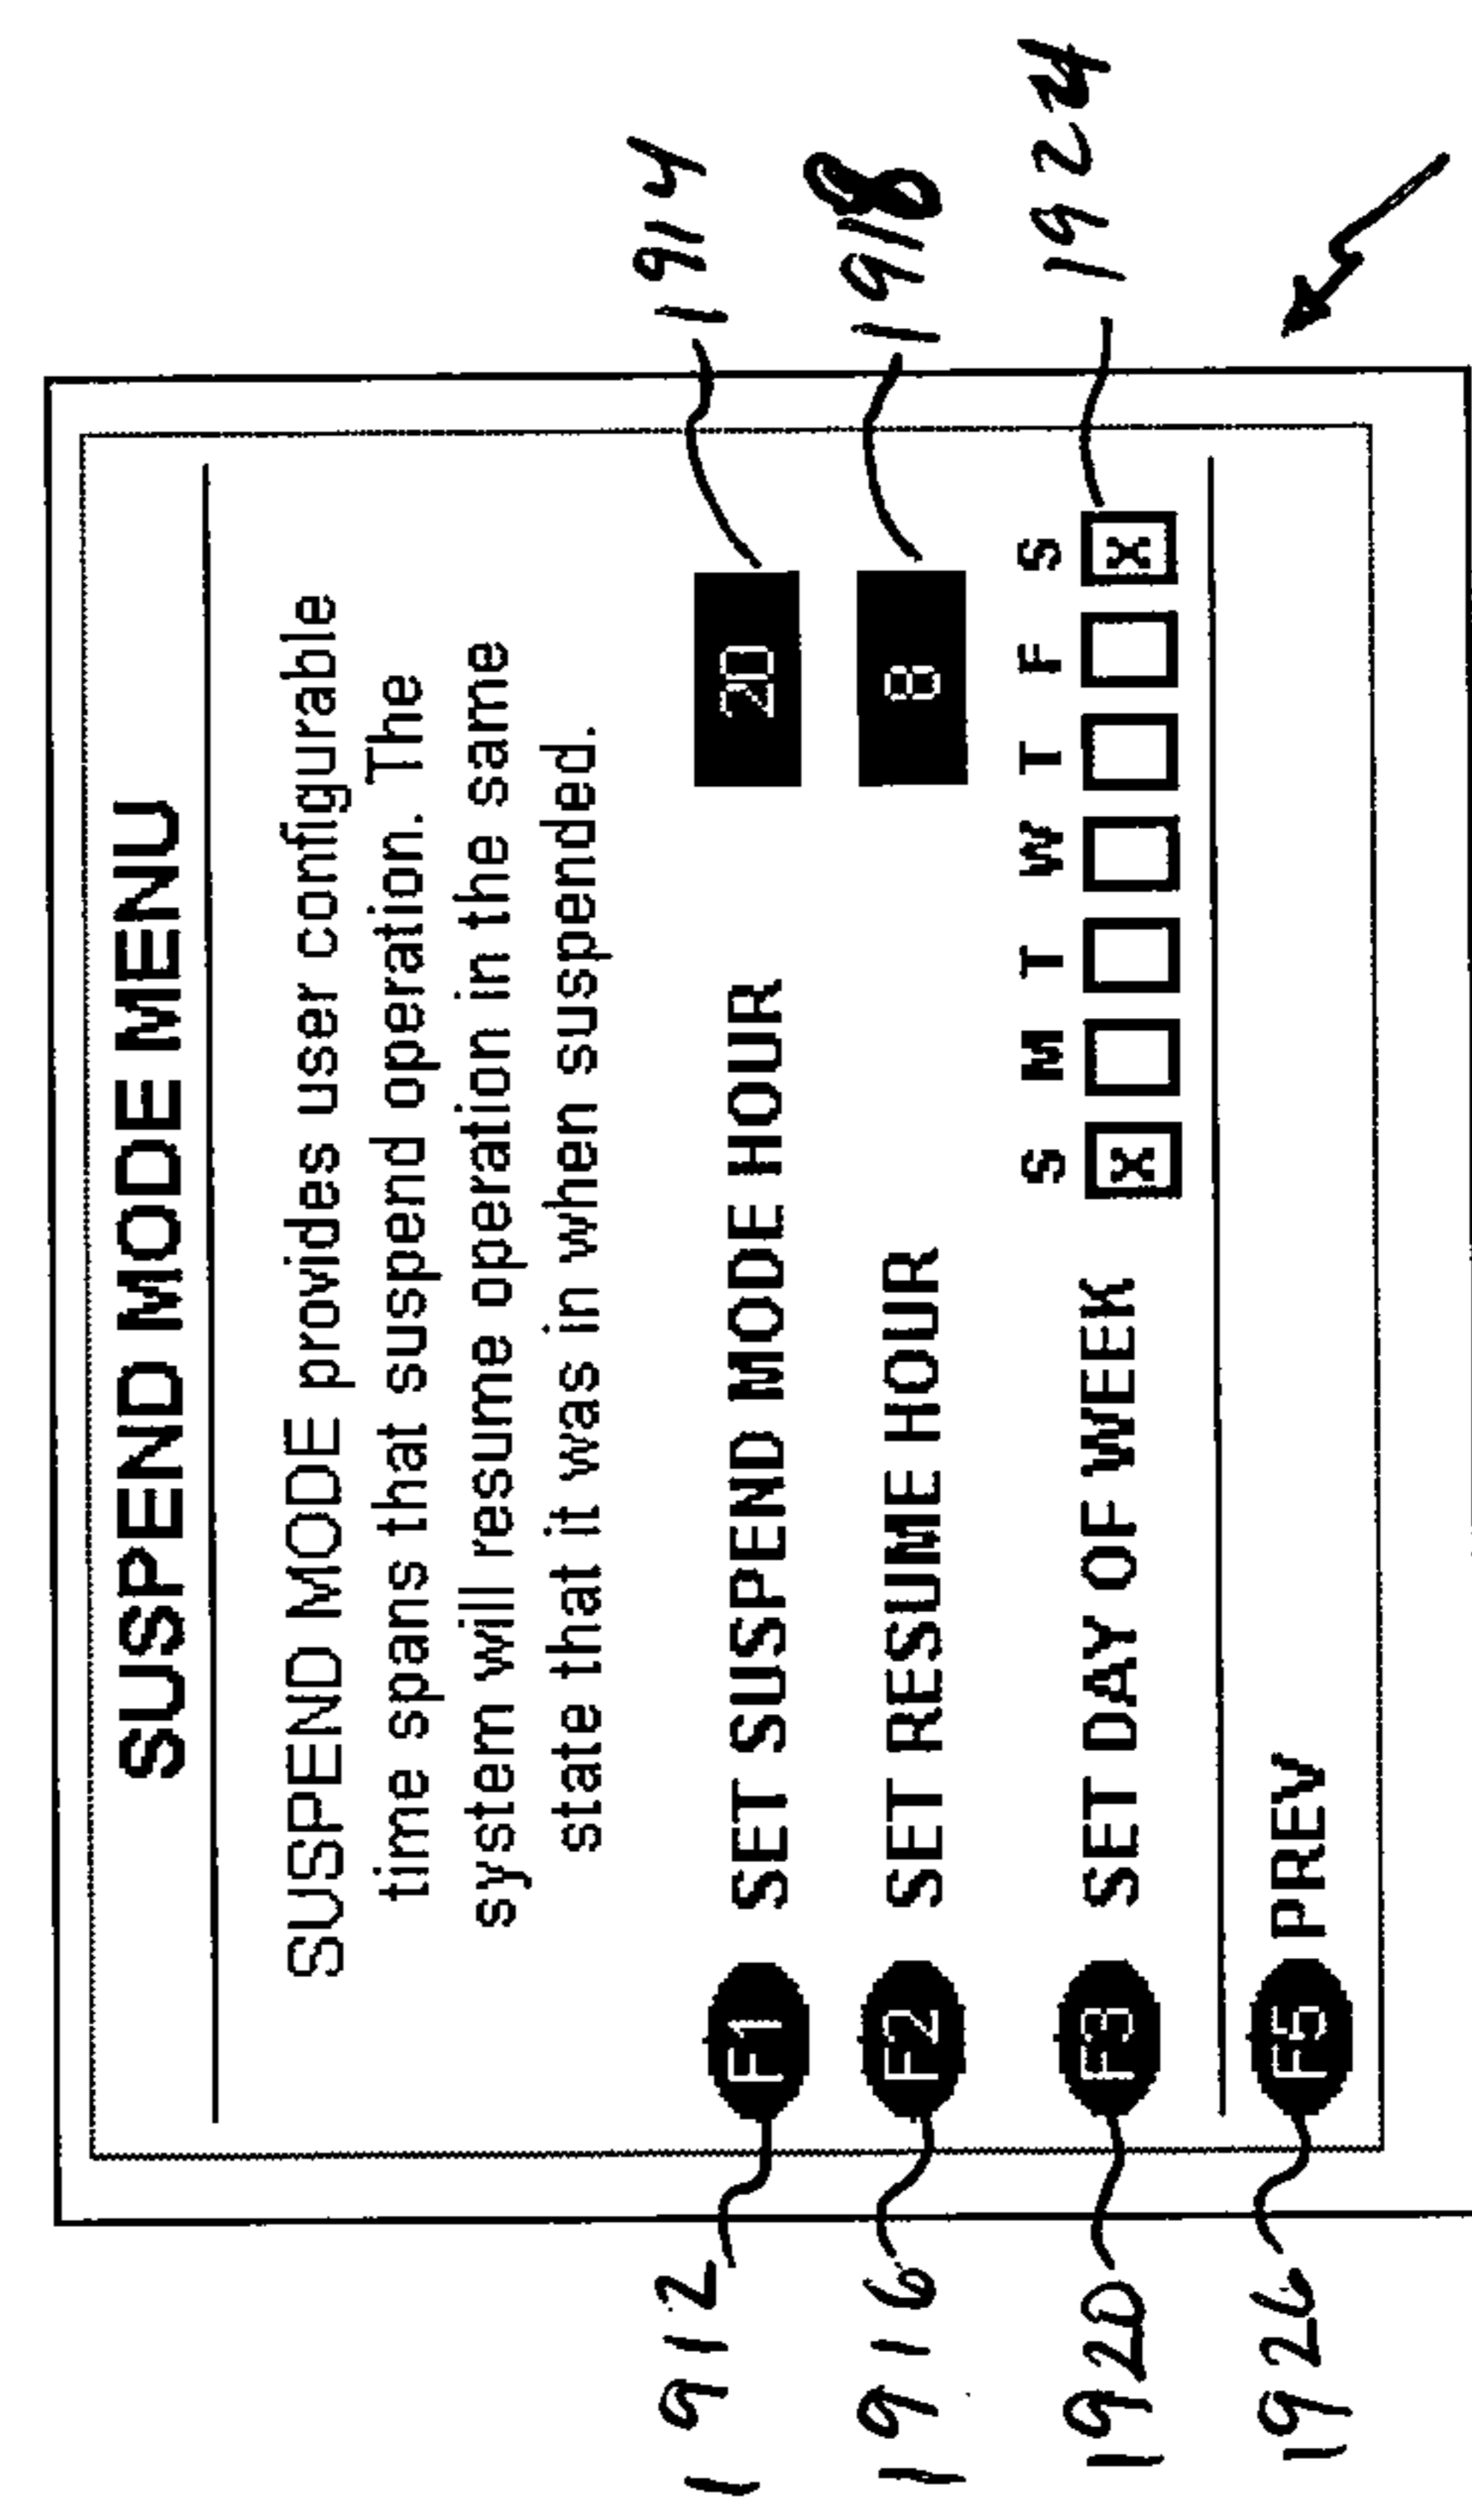 SUSPEND MODE MENU
SUSPEND MODE provides user configurable
time spans that suspend operation. The
system will resume operation in the same
state that it was in when suspended.
1912 F1 SET SUSPEND MODE HOUR 20 1914
1916 F2 SET RESUME HOUR 8 1918
S M T W T F S
1920 F3 SET DAY OF WEEK X X 1924
1926 F5 PREV